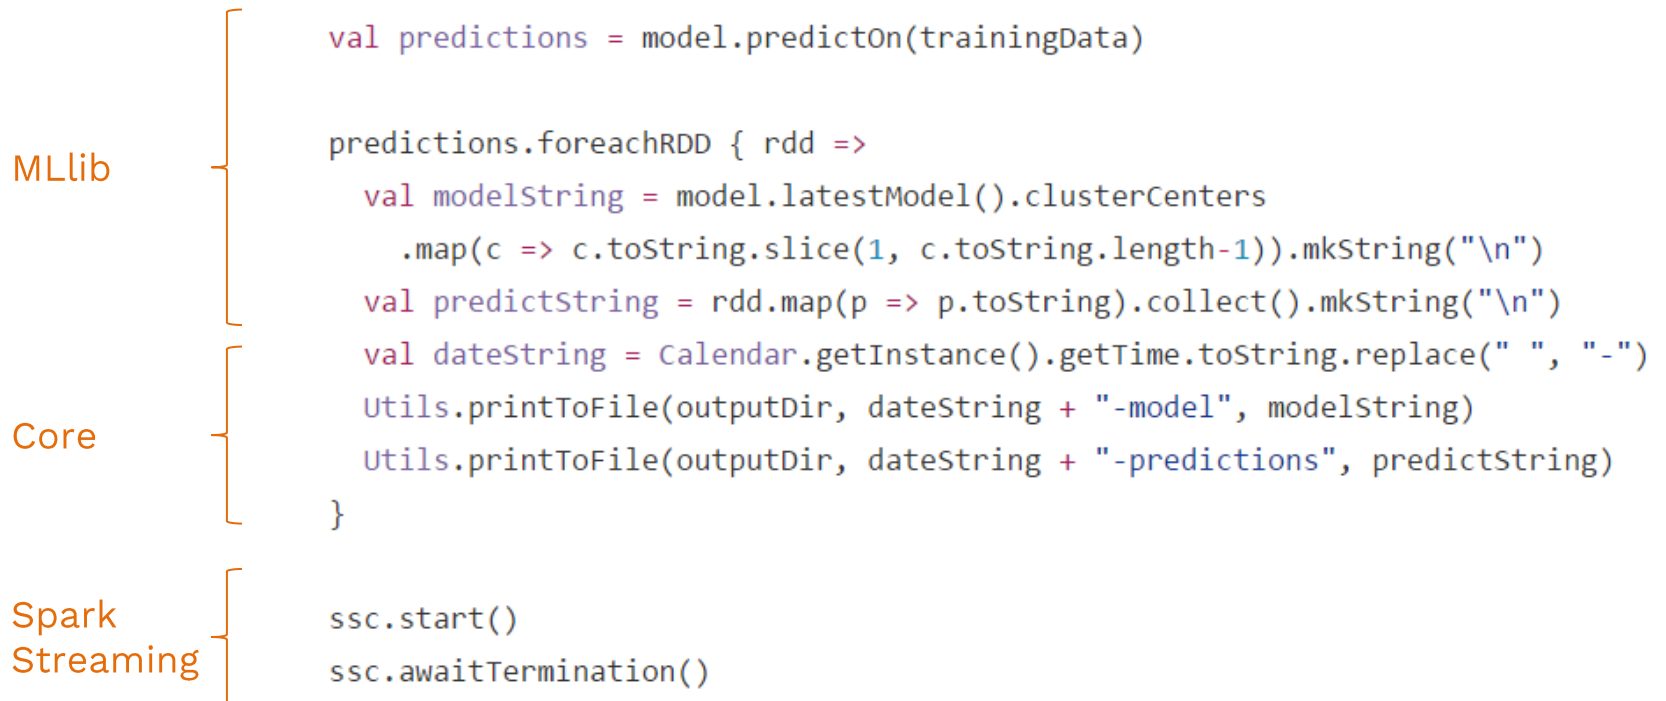 MLlib
val predictions = model.predictOn(trainingData)
predictions.foreachRDD { rdd =>
val modelString = model.latestModel().clusterCenters
.map(c => c.toString.slice(1, c.toString.length-1)).mkString("\n")
val predictString = rdd.map(p => p.toString).collect().mkString("\n")
Core
val dateString = Calendar.getInstance().getTime.toString.replace(" ", "-")
Utils.printToFile(outputDir, dateString + "-model", modelString)
Utils.printToFile(outputDir, dateString + "-predictions", predictString)
}
Spark
Streaming
ssc.start()
ssc.awaitTermination()